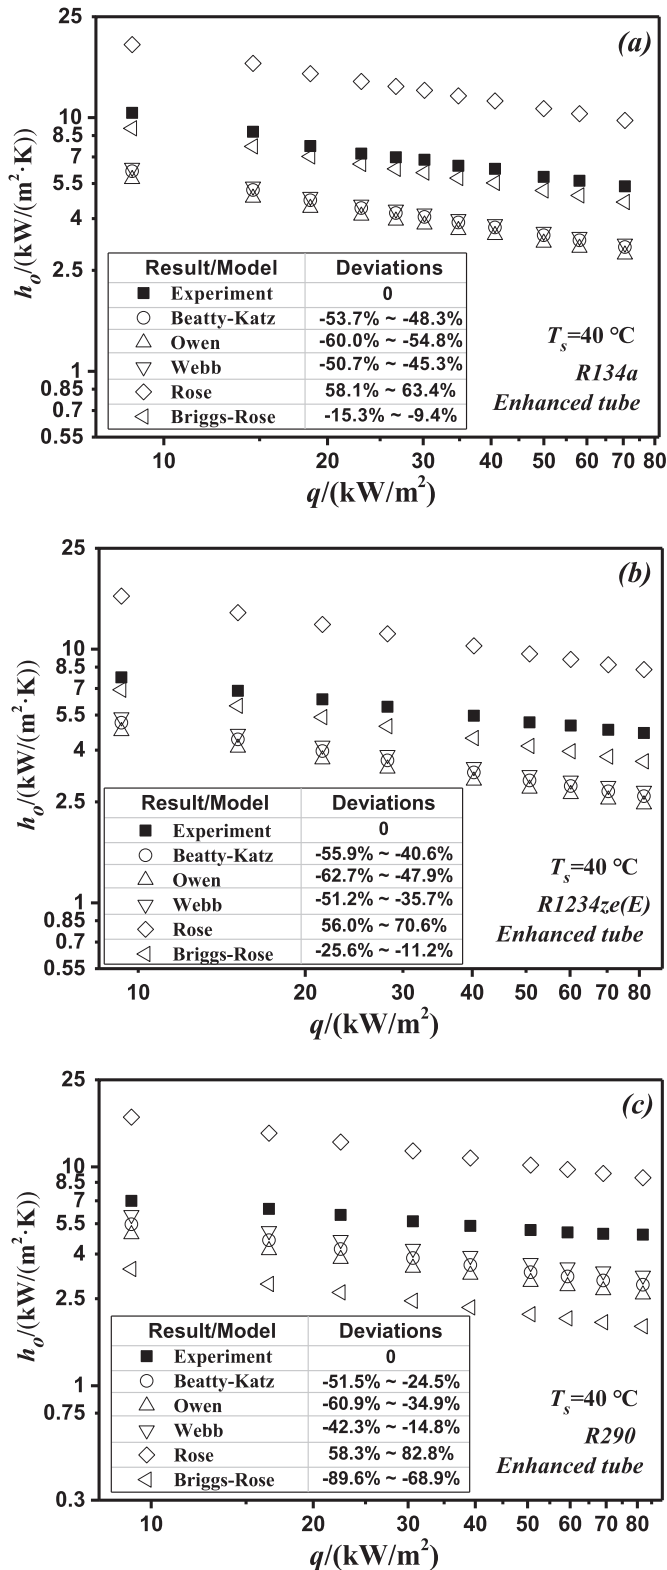 25
(a)
10
8.5
7
5.5
4
2.5
1
0.85
0.7
0.55
h_o/(kW/(m²·K))
Result/Model Deviations
Experiment 0
Beatty-Katz -53.7% ~ -48.3%
Owen -60.0% ~ -54.8%
Webb -50.7% ~ -45.3%
Rose 58.1% ~ 63.4%
Briggs-Rose -15.3% ~ -9.4%
T_s=40 °C
R134a
Enhanced tube
10 20 30 40 50 60 70 80
q/(kW/m²)
25
(b)
10
8.5
7
5.5
4
2.5
1
0.85
0.7
0.55
h_o/(kW/(m²·K))
Result/Model Deviations
Experiment 0
Beatty-Katz -55.9% ~ -40.6%
Owen -62.7% ~ -47.9%
Webb -51.2% ~ -35.7%
Rose 56.0% ~ 70.6%
Briggs-Rose -25.6% ~ -11.2%
T_s=40 °C
R1234ze(E)
Enhanced tube
10 20 30 40 50 60 70 80
q/(kW/m²)
25
(c)
10
8.5
7
5.5
4
2.5
1
0.75
0.3
h_o/(kW/(m²·K))
Result/Model Deviations
Experiment 0
Beatty-Katz -51.5% ~ -24.5%
Owen -60.9% ~ -34.9%
Webb -42.3% ~ -14.8%
Rose 58.3% ~ 82.8%
Briggs-Rose -89.6% ~ -68.9%
T_s=40 °C
R290
Enhanced tube
10 20 30 40 50 60 70 80
q/(kW/m²)